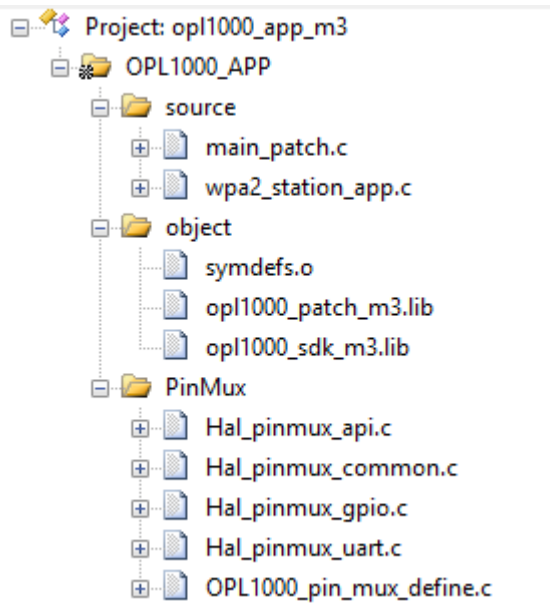 Project: opl1000_app_m3
OPL1000_APP
source
main_patch.c
wpa2_station_app.c
object
symdefs.o
opl1000_patch_m3.lib
opl1000_sdk_m3.lib
PinMux
Hal_pinmux_api.c
Hal_pinmux_common.c
Hal_pinmux_gpio.c
Hal_pinmux_uart.c
OPL1000_pin_mux_define.c